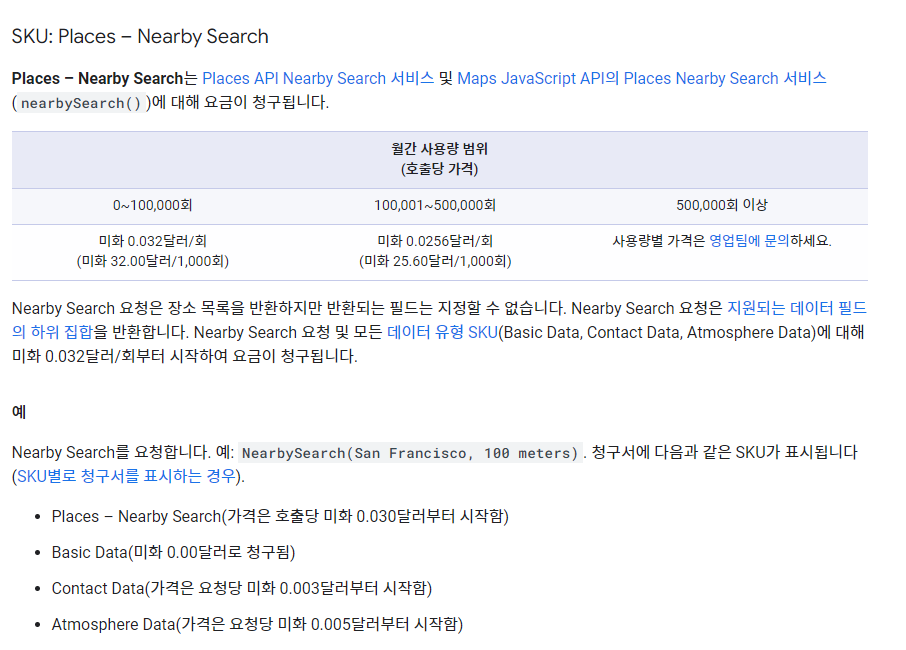 SKU: Places – Nearby Search
Places – Nearby Search는 Places API Nearby Search 서비스 및 Maps JavaScript API의 Places Nearby Search 서비스
( nearbySearch() )에 대해 요금이 청구됩니다.
월간 사용량 범위
(호출당 가격)
0~100,000회 100,001~500,000회 500,000회 이상
미화 0.032달러/회 미화 0.0256달러/회 사용량별 가격은 영업팀에 문의하세요.
(미화 32.00달러/1,000회) (미화 25.60달러/1,000회)
Nearby Search 요청은 장소 목록을 반환하지만 반환되는 필드는 지정할 수 없습니다. Nearby Search 요청은 지원되는 데이터 필드
의 하위 집합을 반환합니다. Nearby Search 요청 및 모든 데이터 유형 SKU(Basic Data, Contact Data, Atmosphere Data)에 대해
미화 0.032달러/회부터 시작하여 요금이 청구됩니다.
예
Nearby Search를 요청합니다. 예: NearbySearch(San Francisco, 100 meters) . 청구서에 다음과 같은 SKU가 표시됩니다
(SKU별로 청구서를 표시하는 경우).
• Places – Nearby Search(가격은 호출당 미화 0.030달러부터 시작함)
• Basic Data(미화 0.00달러로 청구됨)
• Contact Data(가격은 요청당 미화 0.003달러부터 시작함)
• Atmosphere Data(가격은 요청당 미화 0.005달러부터 시작함)